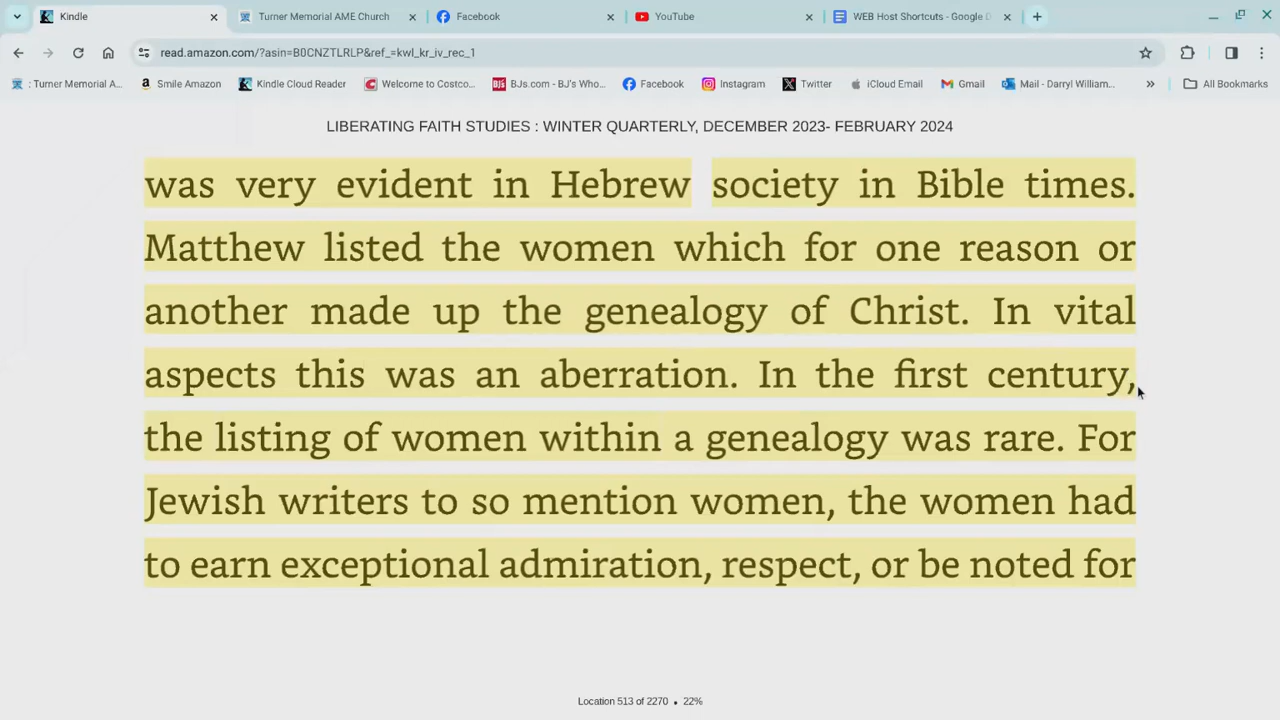 Kindle
Turner Memorial AME Church
Facebook
YouTube
WEB Host Shortcuts - Google D
read.amazon.com/?asin=B0CNZTLRLP&ref_=kwl_kr_iv_rec_1
: Turner Memorial A...
Smile Amazon
Kindle Cloud Reader
Welcome to Costco...
BJs.com - BJ's Who...
Facebook
Instagram
Twitter
iCloud Email
Gmail
Mail - Darryl William...
All Bookmarks
LIBERATING FAITH STUDIES : WINTER QUARTERLY, DECEMBER 2023- FEBRUARY 2024
was very evident in Hebrew society in Bible times.
Matthew listed the women which for one reason or
another made up the genealogy of Christ. In vital
aspects this was an aberration. In the first century,
the listing of women within a genealogy was rare. For
Jewish writers to so mention women, the women had
to earn exceptional admiration, respect, or be noted for
Location 513 of 2270 • 22%